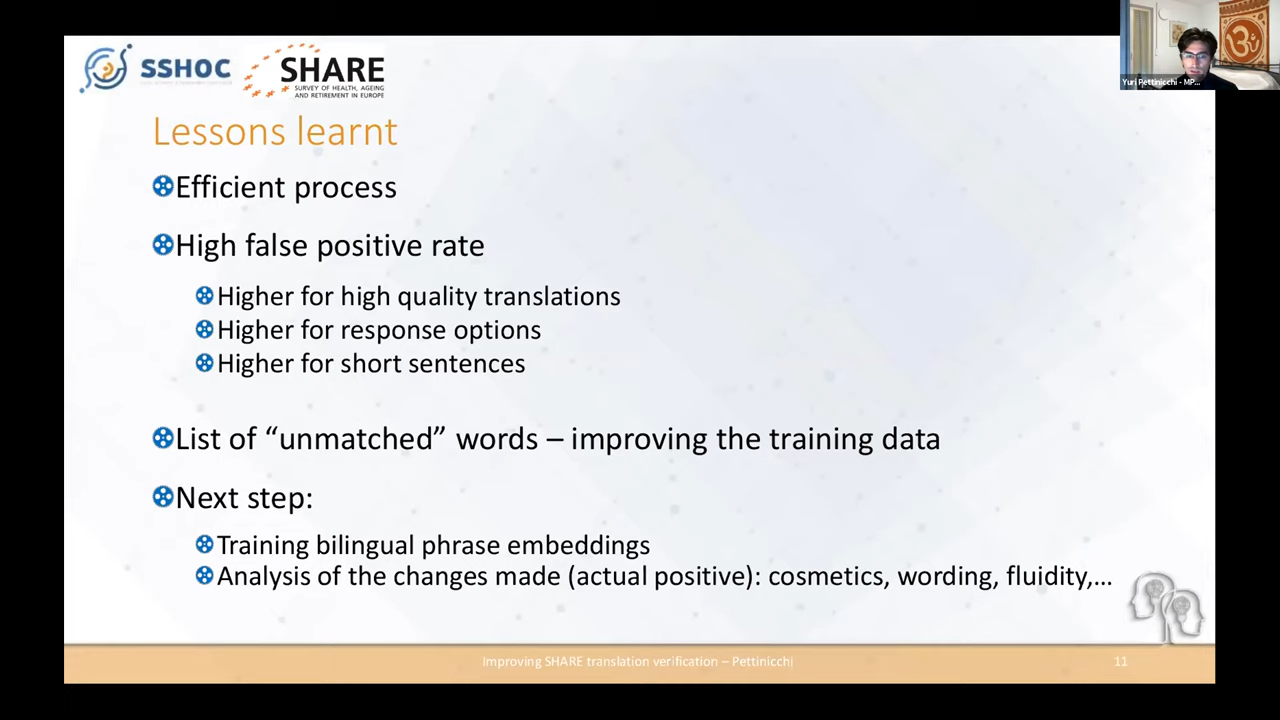 SSHOC
SHARE
SURVEY OF HEALTH, AGEING
AND RETIREMENT IN EUROPE
Yuri Pettinicchi - MP...
Lessons learnt
Efficient process
High false positive rate
Higher for high quality translations
Higher for response options
Higher for short sentences
List of “unmatched” words – improving the training data
Next step:
Training bilingual phrase embeddings
Analysis of the changes made (actual positive): cosmetics, wording, fluidity,...
Improving SHARE translation verification – Pettinicchi
11